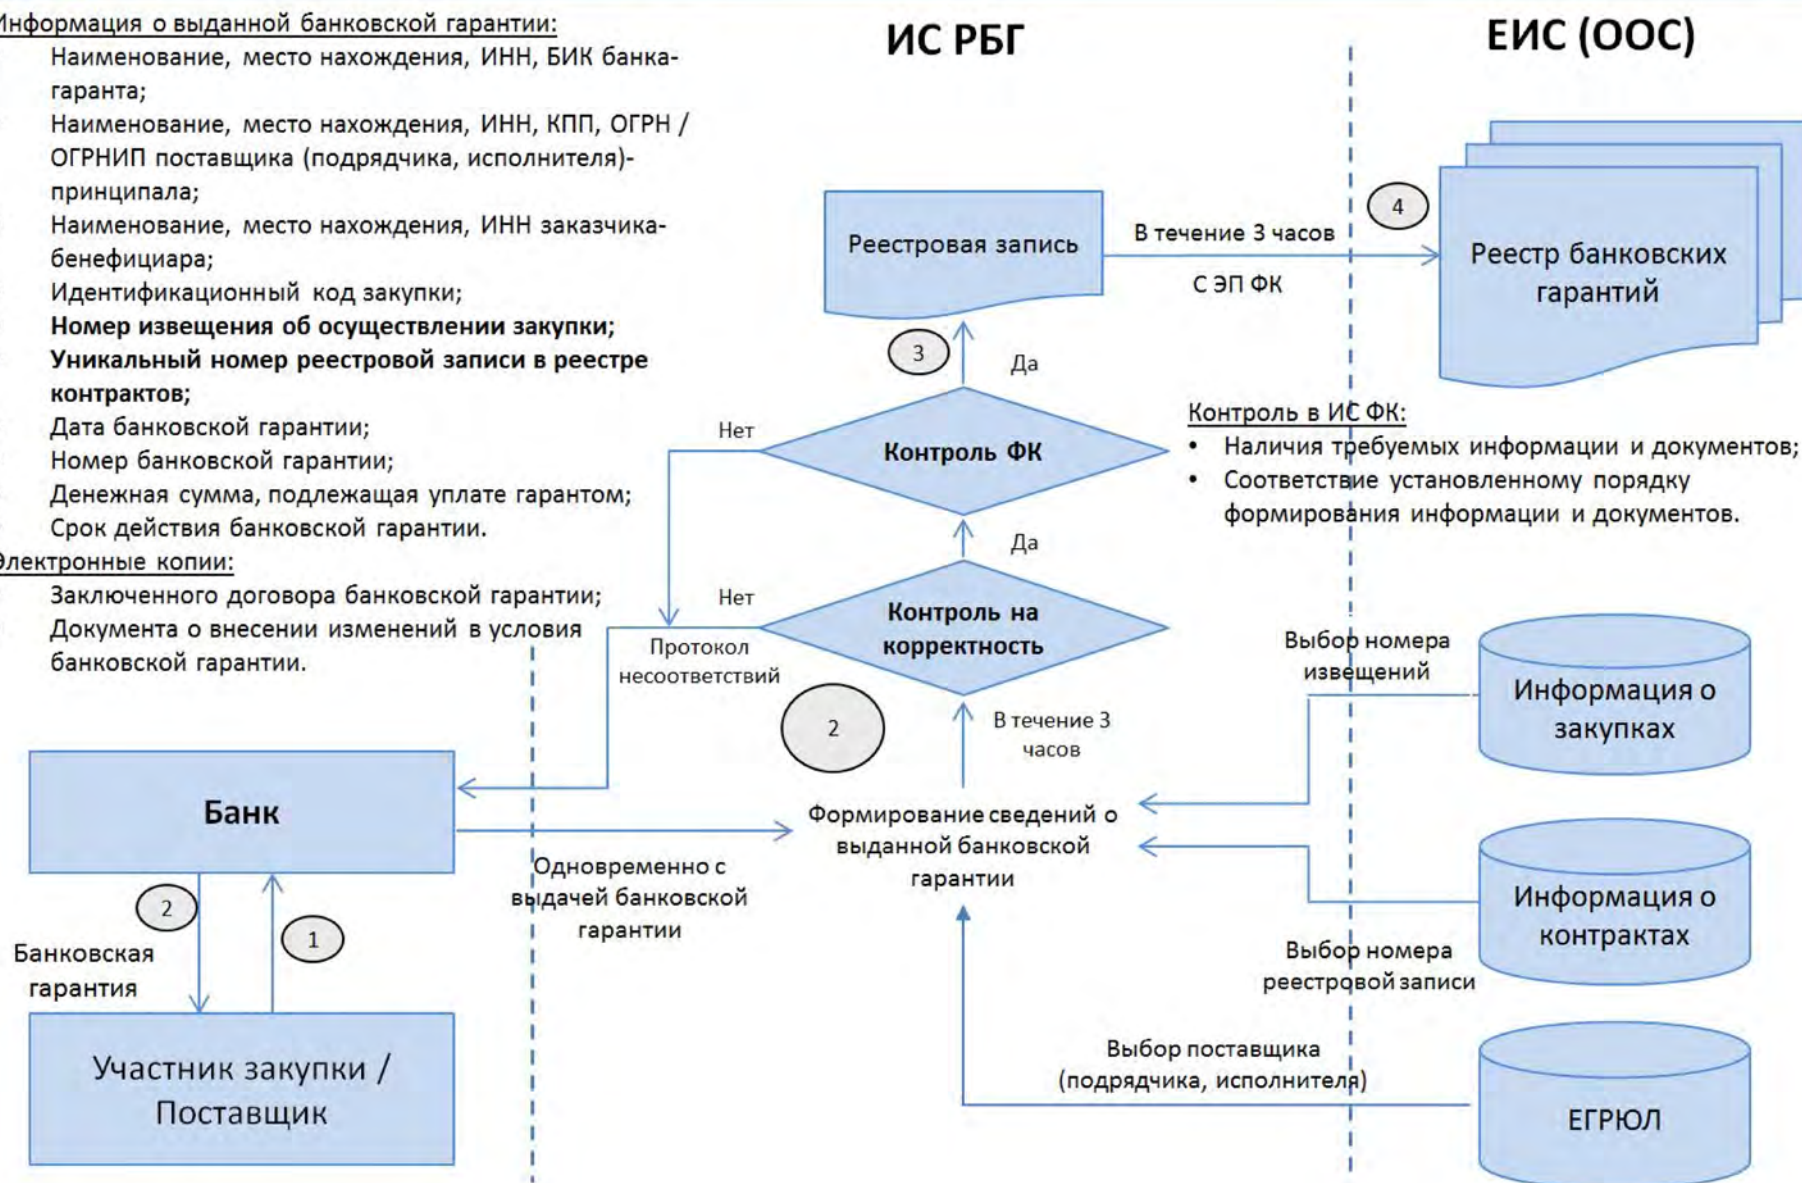 Информация о выданной банковской гарантии:
Наименование, место нахождения, ИНН, БИК банка-
гаранта;
Наименование, место нахождения, ИНН, КПП, ОГРН /
ОГРНИП поставщика (подрядчика, исполнителя)-
принципала;
Наименование, место нахождения, ИНН заказчика-
бенефициара;
Идентификационный код закупки;
Номер извещения об осуществлении закупки;
Уникальный номер реестровой записи в реестре
контрактов;
Дата банковской гарантии;
Номер банковской гарантии;
Денежная сумма, подлежащая уплате гарантом;
Срок действия банковской гарантии.
Электронные копии:
Заключенного договора банковской гарантии;
Документа о внесении изменений в условия
банковской гарантии.
ИС РБГ
ЕИС (ООС)
Реестровая запись
В течение 3 часов
С ЭП ФК
4
Реестр банковских
гарантий
3
Да
Нет
Контроль ФК
Контроль в ИС ФК:
• Наличия требуемых информации и документов;
• Соответствие установленному порядку
формирования информации и документов.
Да
Нет
Контроль на
корректность
Протокол
несоответствий
2
В течение 3
часов
Выбор номера
извещений
Информация о
закупках
Банк
Формирование сведений о
выданной банковской
гарантии
Одновременно с
выдачей банковской
гарантии
Информация о
контрактах
Выбор номера
реестровой записи
2
1
Банковская
гарантия
Участник закупки /
Поставщик
Выбор поставщика
(подрядчика, исполнителя)
ЕГРЮЛ